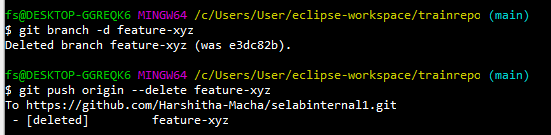 fs@DESKTOP-GGREQK6 MINGW64 /c/Users/User/eclipse-workspace/trainrepo (main)
$ git branch -d feature-xyz
Deleted branch feature-xyz (was e3dc82b).
fs@DESKTOP-GGREQK6 MINGW64 /c/Users/User/eclipse-workspace/trainrepo (main)
$ git push origin --delete feature-xyz
To https://github.com/Harshitha-Macha/selabinternal1.git
 - [deleted]         feature-xyz